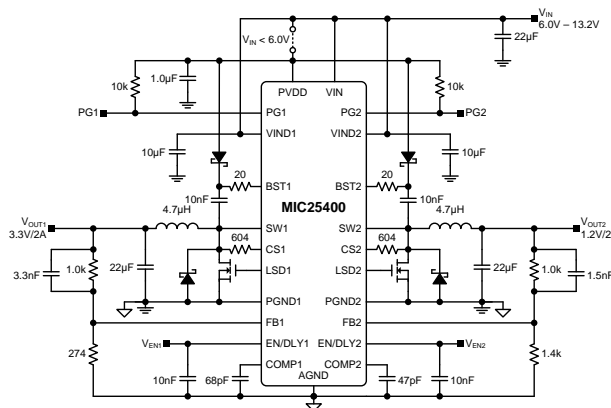 VIN
6.0V – 13.2V
VIN < 6.0V
22µF
10k
1.0µF
PVDD
VIN
10k
PG1
PG1
PG2
PG2
VIND1
VIND2
10µF
10µF
20
BST1
BST2
20
10nF
MIC25400
10nF
VOUT1
3.3V/2A
4.7µH
SW1
SW2
4.7µH
VOUT2
1.2V/2
604
CS1
CS2
604
3.3nF
1.0k
22µF
LSD1
LSD2
22µF
1.0k
1.5nF
PGND1
PGND2
FB1
FB2
274
VEN1
EN/DLY1
EN/DLY2
VEN2
1.4k
10nF
68pF
COMP1
COMP2
47pF
10nF
AGND